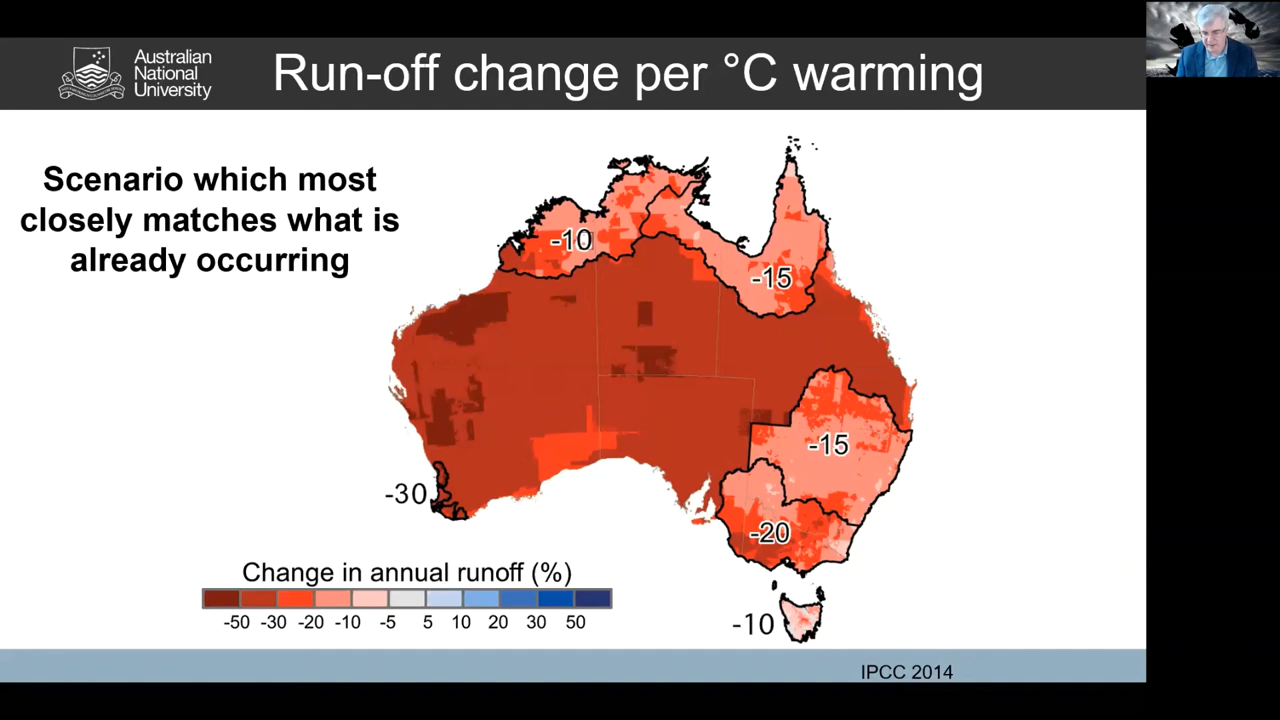 Australian
National
University
Run-off change per °C warming
Scenario which most
closely matches what is
already occurring
-10
-15
-15
-30
-20
-10
Change in annual runoff (%)
-50 -30 -20 -10 -5 5 10 20 30 50
IPCC 2014